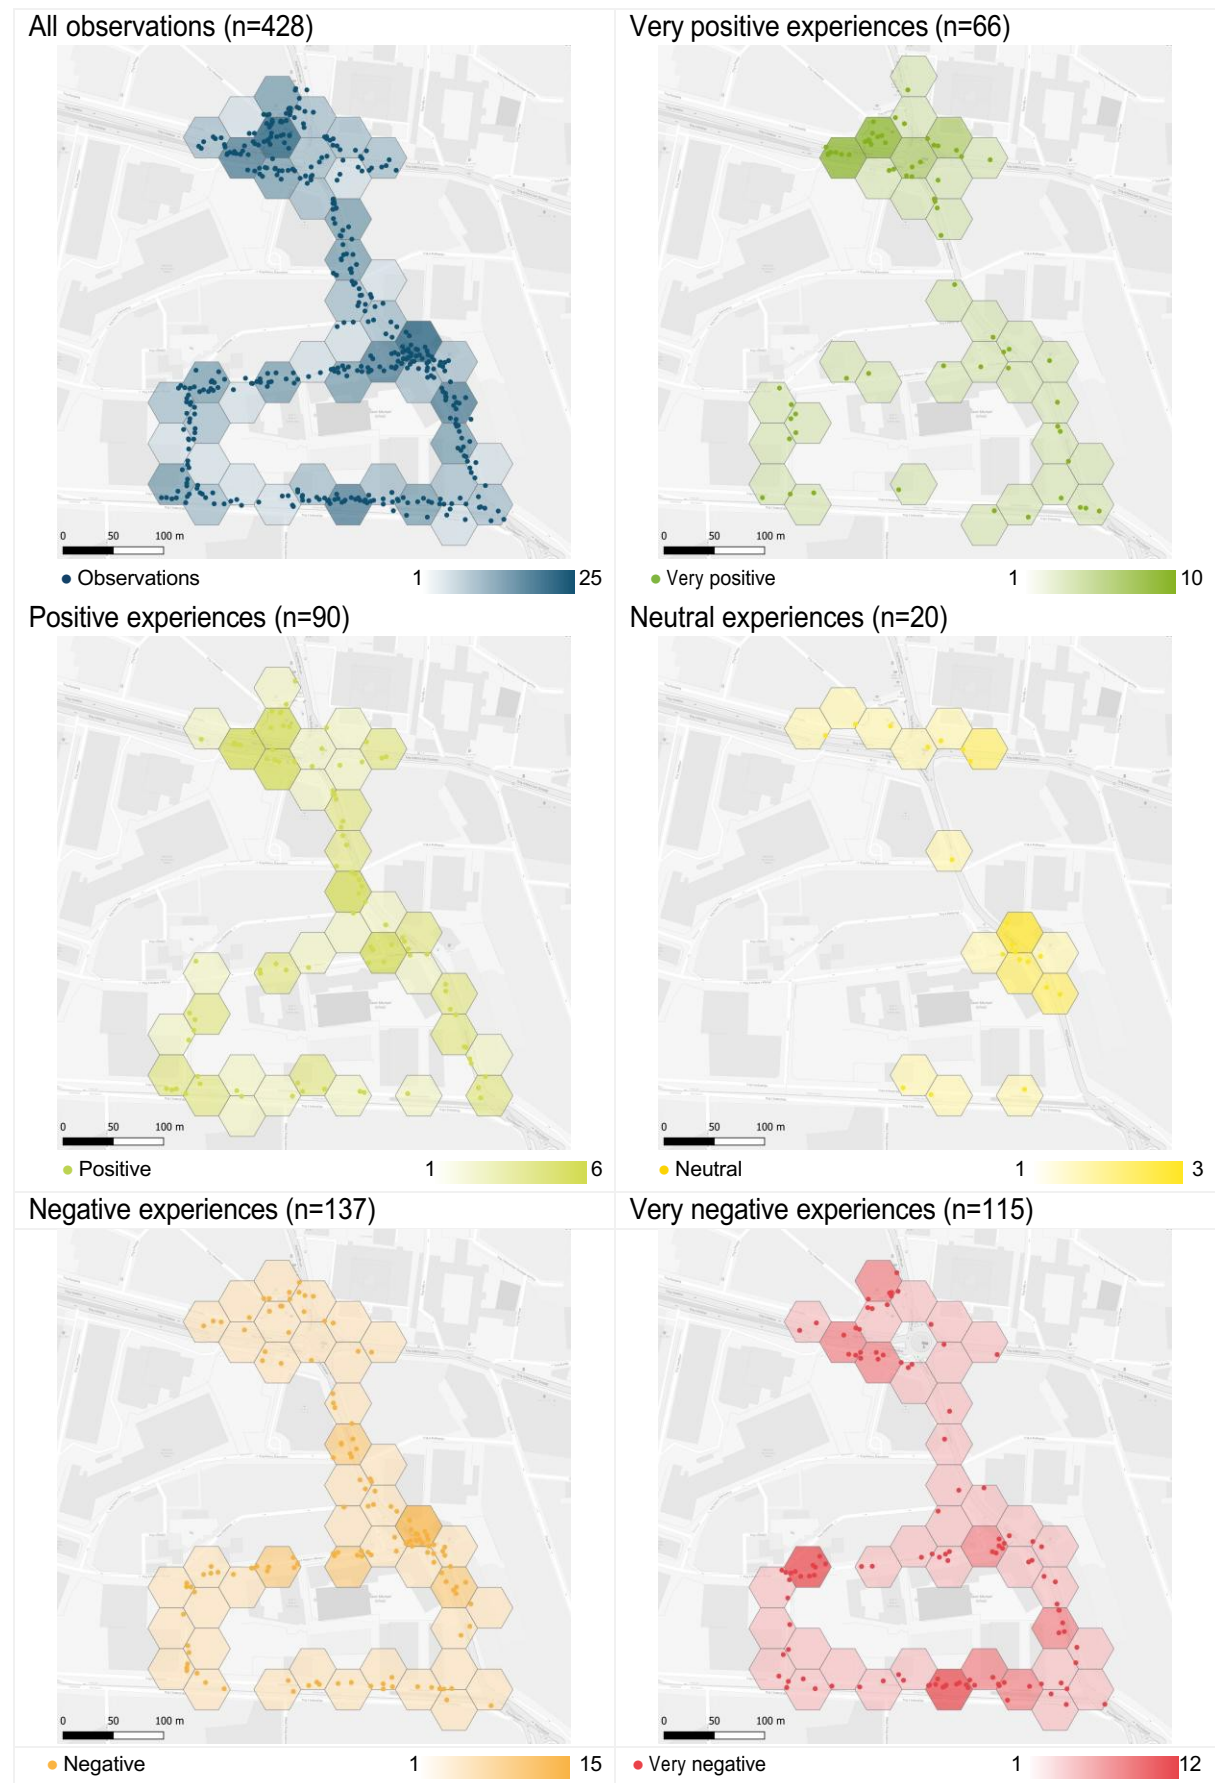 All observations (n=428)
Very positive experiences (n=66)
0 50 100 m
0 50 100 m
Observations
1 25
Very positive
1 10
Positive experiences (n=90)
Neutral experiences (n=20)
0 50 100 m
0 50 100 m
Positive
1 6
Neutral
1 3
Negative experiences (n=137)
Very negative experiences (n=115)
0 50 100 m
0 50 100 m
Negative
1 15
Very negative
1 12